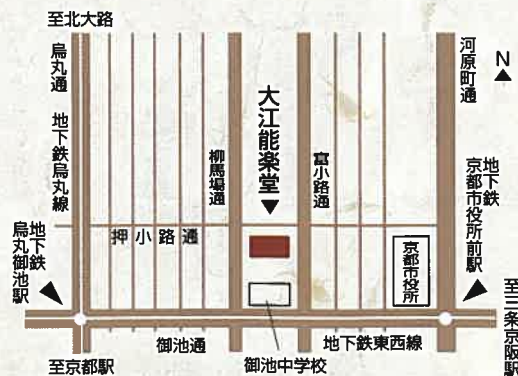 至北大路
烏丸通
地下鉄烏丸線
柳馬場通
大江能楽堂
富小路通
河原町通
N
地下鉄
京都市役所前駅
押小路通
京都市役所
地下鉄
烏丸御池駅
至三条京阪駅
御池通
地下鉄東西線
至京都駅
御池中学校